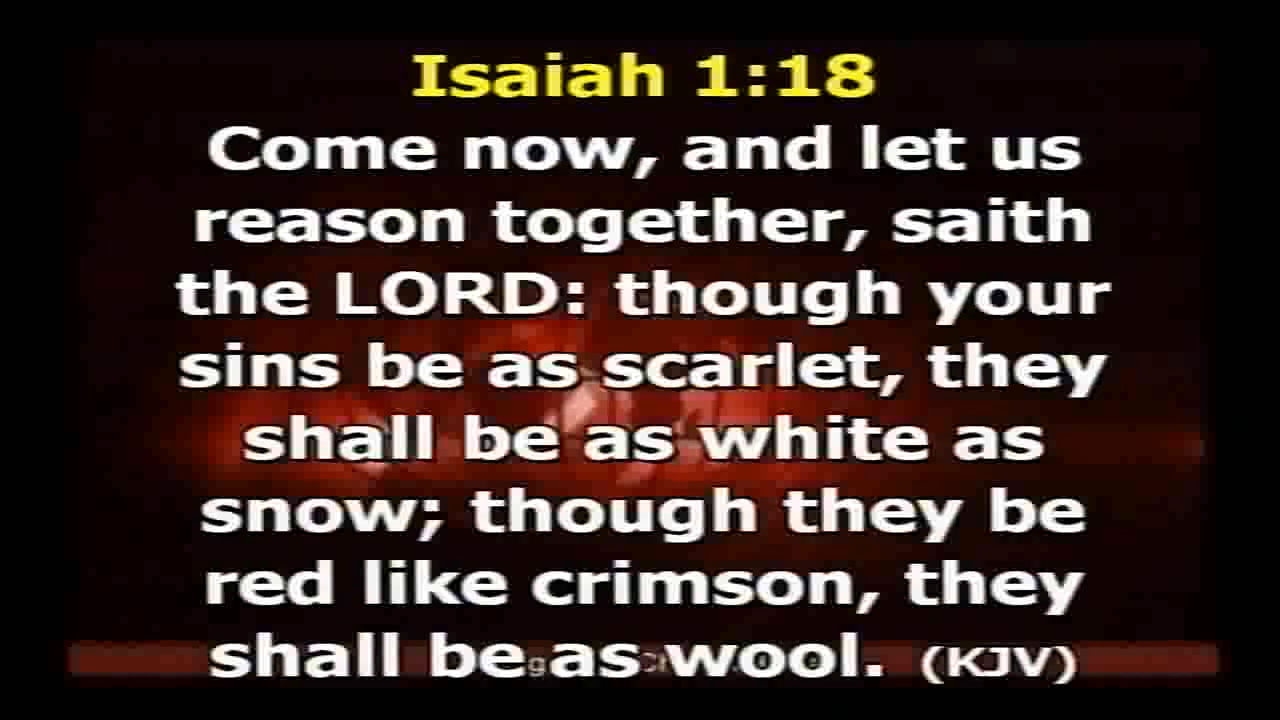 Isaiah 1:18
Come now, and let us
reason together, saith
the LORD: though your
sins be as scarlet, they
shall be as white as
snow; though they be
red like crimson, they
shall be as wool. (KJV)